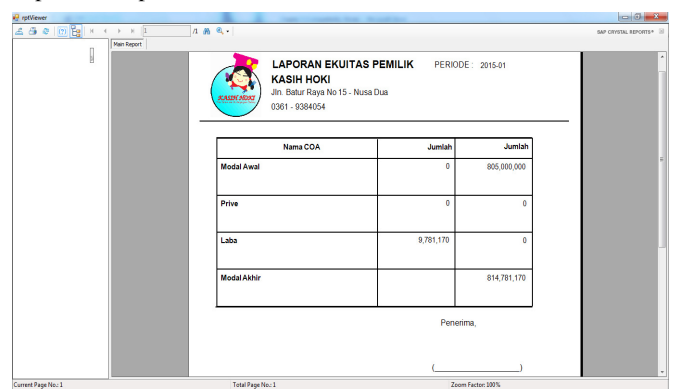 rptViewer
1
/1
SAP CRYSTAL REPORTS®
Main Report
LAPORAN EKUITAS PEMILIK PERIODE : 2015-01
KASIH HOKI
Jln. Batur Raya No 15 - Nusa Dua
0361 - 9384054
KASIH HOKI
Nama COA Jumlah Jumlah
Modal Awal 0 805,000,000
Prive 0 0
Laba 9,781,170 0
Modal Akhir 814,781,170
Penerima,
(____________________)
Current Page No.: 1 Total Page No.: 1 Zoom Factor: 100%